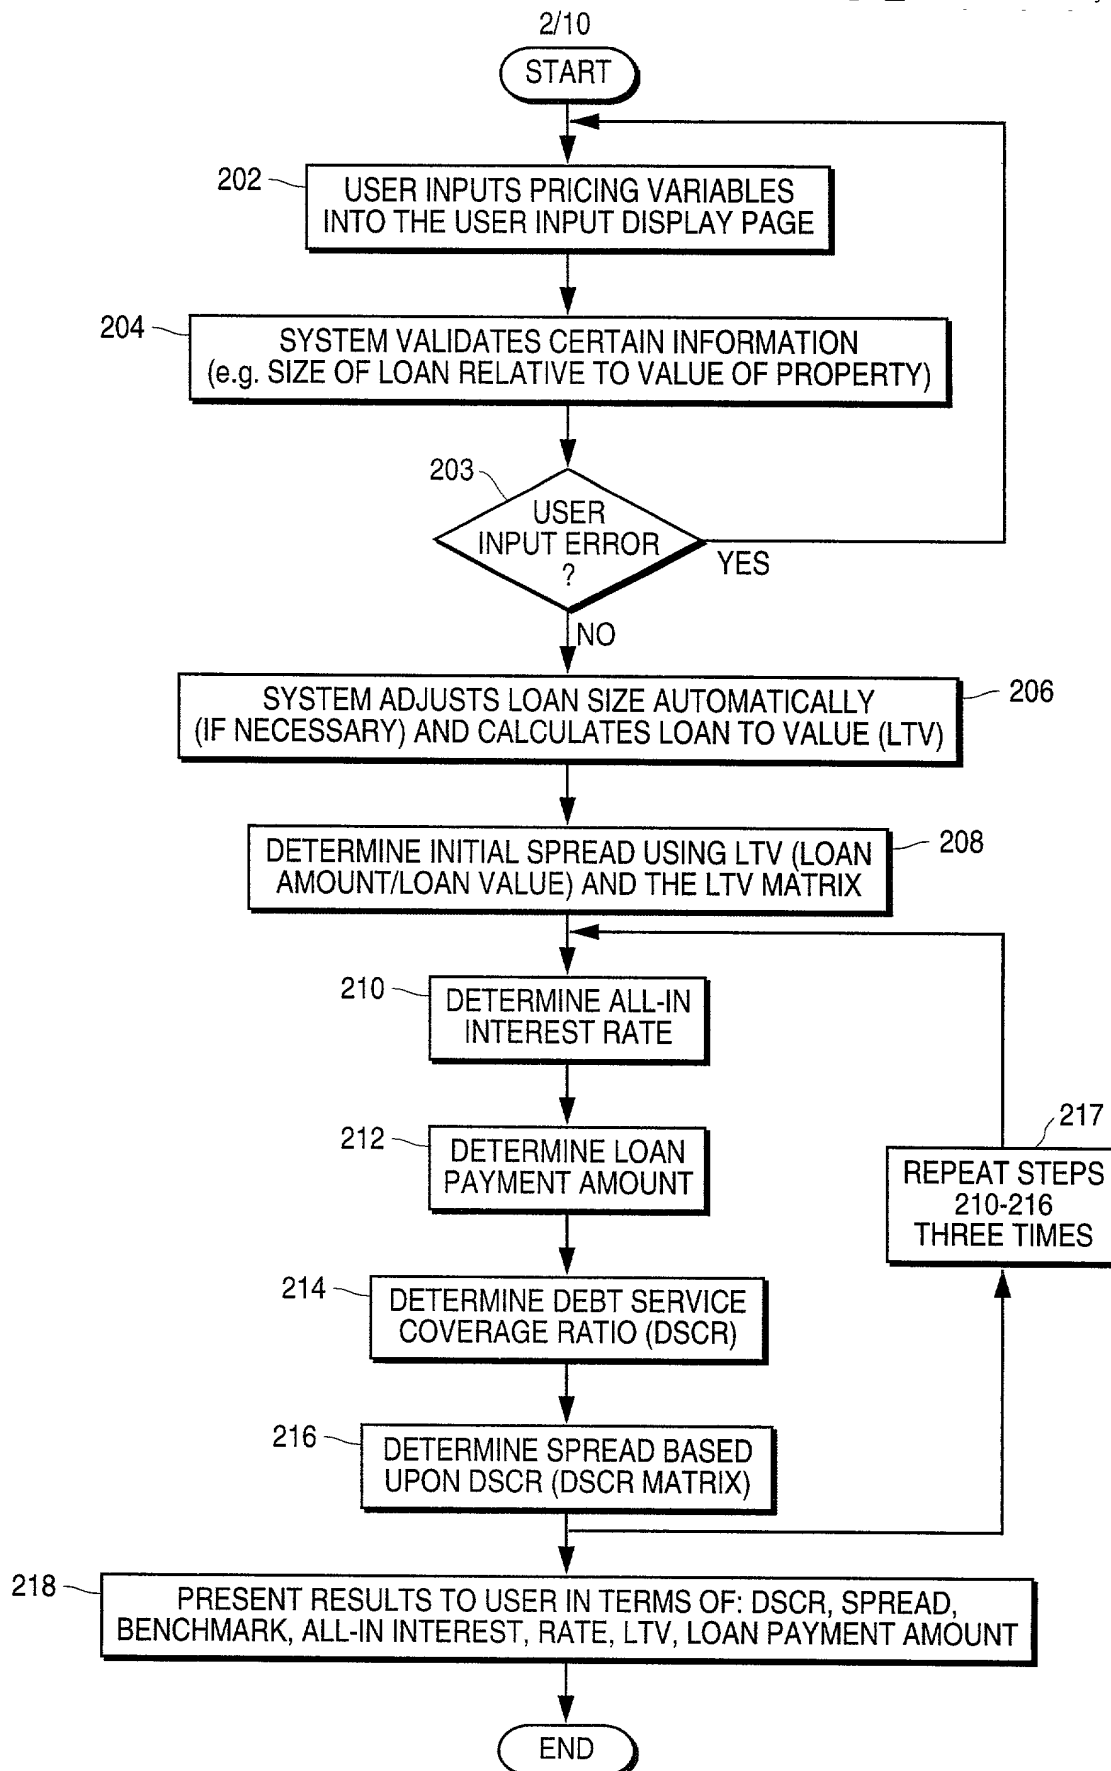 2/10
START
202
USER INPUTS PRICING VARIABLES
INTO THE USER INPUT DISPLAY PAGE
204
SYSTEM VALIDATES CERTAIN INFORMATION
(e.g. SIZE OF LOAN RELATIVE TO VALUE OF PROPERTY)
203
USER
INPUT ERROR
?
YES
NO
SYSTEM ADJUSTS LOAN SIZE AUTOMATICALLY
(IF NECESSARY) AND CALCULATES LOAN TO VALUE (LTV)
206
DETERMINE INITIAL SPREAD USING LTV (LOAN
AMOUNT/LOAN VALUE) AND THE LTV MATRIX
208
210
DETERMINE ALL-IN
INTEREST RATE
212
DETERMINE LOAN
PAYMENT AMOUNT
217
REPEAT STEPS
210-216
THREE TIMES
214
DETERMINE DEBT SERVICE
COVERAGE RATIO (DSCR)
216
DETERMINE SPREAD BASED
UPON DSCR (DSCR MATRIX)
218
PRESENT RESULTS TO USER IN TERMS OF: DSCR, SPREAD,
BENCHMARK, ALL-IN INTEREST, RATE, LTV, LOAN PAYMENT AMOUNT
END